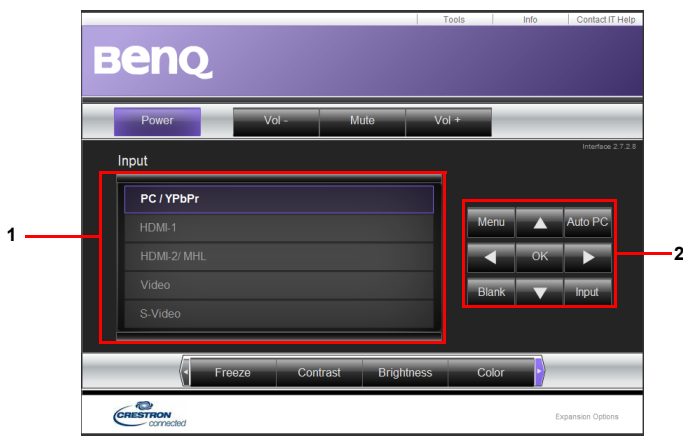 Tools Info Contact IT Help
BenQ
Power Vol - Mute Vol +
Interface 2.7.2.8
Input
PC / YPbPr
HDMI-1
HDMI-2/ MHL
Video
S-Video
1
Menu Auto PC
OK
Blank Input
2
Freeze Contrast Brightness Color
CRESTRON
connected
Expansion Options